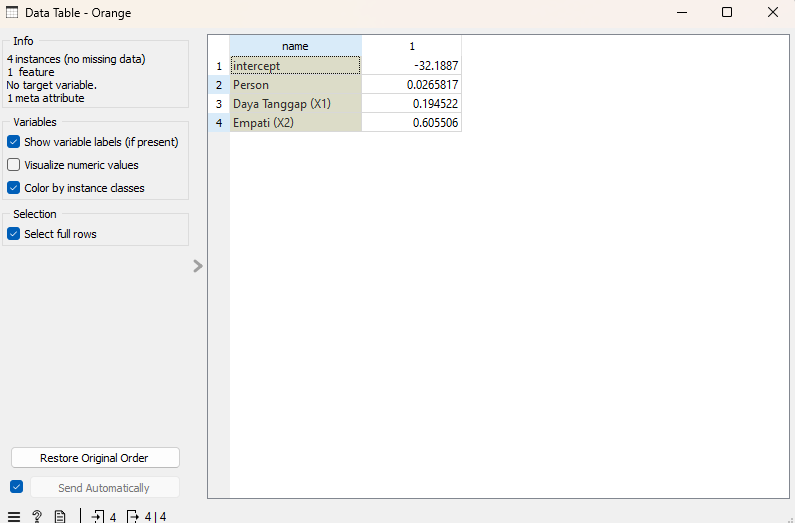 Data Table - Orange
Info
4 instances (no missing data)
1 feature
No target variable.
1 meta attribute
Variables
Show variable labels (if present)
Visualize numeric values
Color by instance classes
Selection
Select full rows
Restore Original Order
Send Automatically
4
4 | 4
name 1
1 intercept -32.1887
2 Person 0.0265817
3 Daya Tanggap (X1) 0.194522
4 Empati (X2) 0.605506